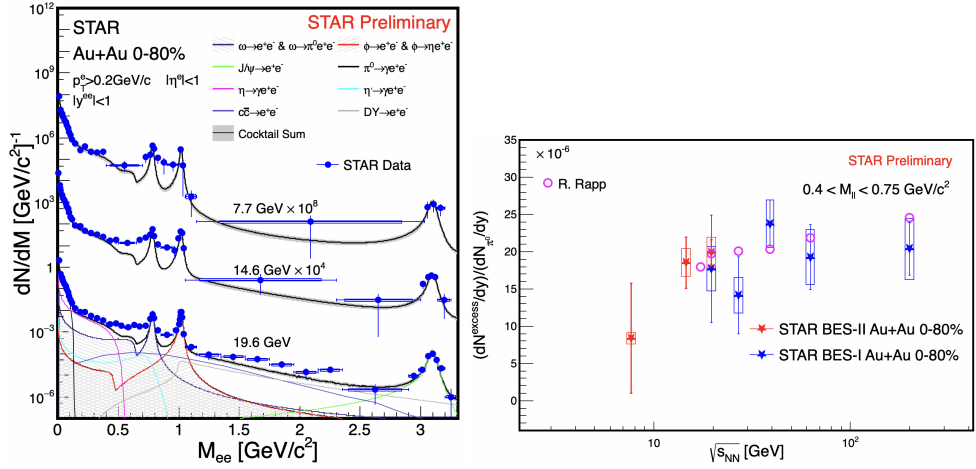 10¹²
10⁹
10⁶
10³
1
10⁻³
10⁻⁶
dN/dM [GeV/c²]⁻¹
STAR
STAR Preliminary
Au+Au 0-80%
pᵉ_T>0.2GeV/c |ηᵉ|<1
|yᵉᵉ|<1
ω→e⁺e⁻ & ω→π⁰e⁺e⁻
ϕ→e⁺e⁻ & ϕ→ηe⁺e⁻
J/ψ→e⁺e⁻
π⁰→γe⁺e⁻
η→γe⁺e⁻
η′→γe⁺e⁻
cc̄→e⁺e⁻
DY→e⁺e⁻
Cocktail Sum
STAR Data
7.7 GeV × 10⁸
14.6 GeV × 10⁴
19.6 GeV
0 0.5 1 1.5 2 2.5 3
M_ee [GeV/c²]
35
30
25
20
15
10
5
0
(dN^excess/dy)/(dN_π⁰/dy)
× 10⁻⁶
STAR Preliminary
R. Rapp
0.4 < M_ll < 0.75 GeV/c²
STAR BES-II Au+Au 0-80%
STAR BES-I Au+Au 0-80%
10 10²
√s_NN [GeV]